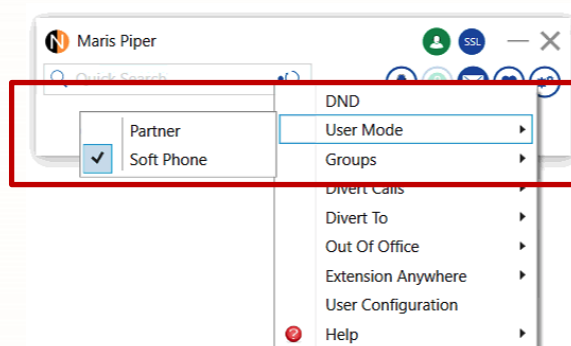 Maris Piper
SSL
Quick Search
DND
User Mode
Partner
Soft Phone
Groups
Divert Calls
Divert To
Out Of Office
Extension Anywhere
User Configuration
Help